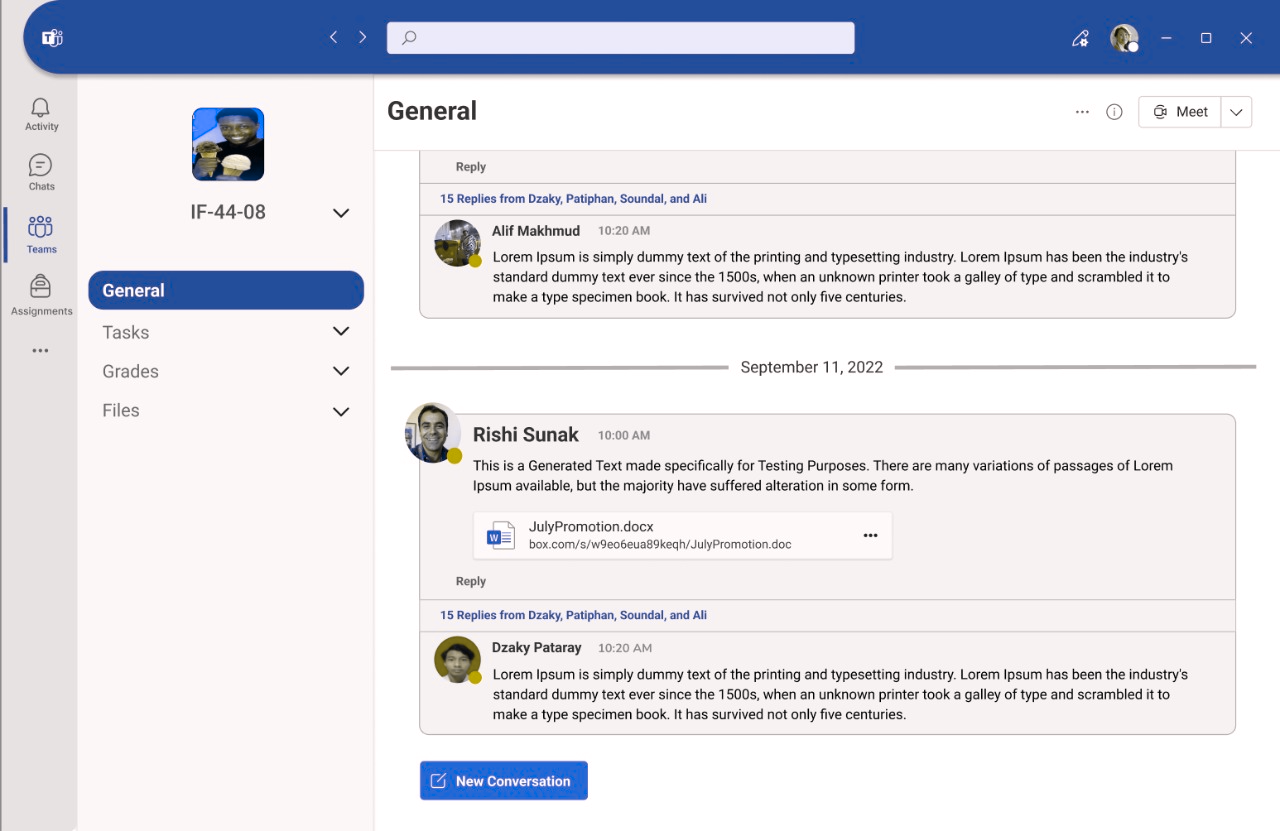 Activity
Chats
Teams
Assignments
IF-44-08
General
Tasks
Grades
Files
General
Meet
Reply
15 Replies from Dzaky, Patiphan, Soundal, and Ali
Alif Makhmud 10:20 AM
Lorem Ipsum is simply dummy text of the printing and typesetting industry. Lorem Ipsum has been the industry's
standard dummy text ever since the 1500s, when an unknown printer took a galley of type and scrambled it to
make a type specimen book. It has survived not only five centuries.
September 11, 2022
Rishi Sunak 10:00 AM
This is a Generated Text made specifically for Testing Purposes. There are many variations of passages of Lorem
Ipsum available, but the majority have suffered alteration in some form.
W
JulyPromotion.docx
box.com/s/w9eo6eua89keqh/JulyPromotion.doc
Reply
15 Replies from Dzaky, Patiphan, Soundal, and Ali
Dzaky Pataray 10:20 AM
Lorem Ipsum is simply dummy text of the printing and typesetting industry. Lorem Ipsum has been the industry's
standard dummy text ever since the 1500s, when an unknown printer took a galley of type and scrambled it to
make a type specimen book. It has survived not only five centuries.
New Conversation